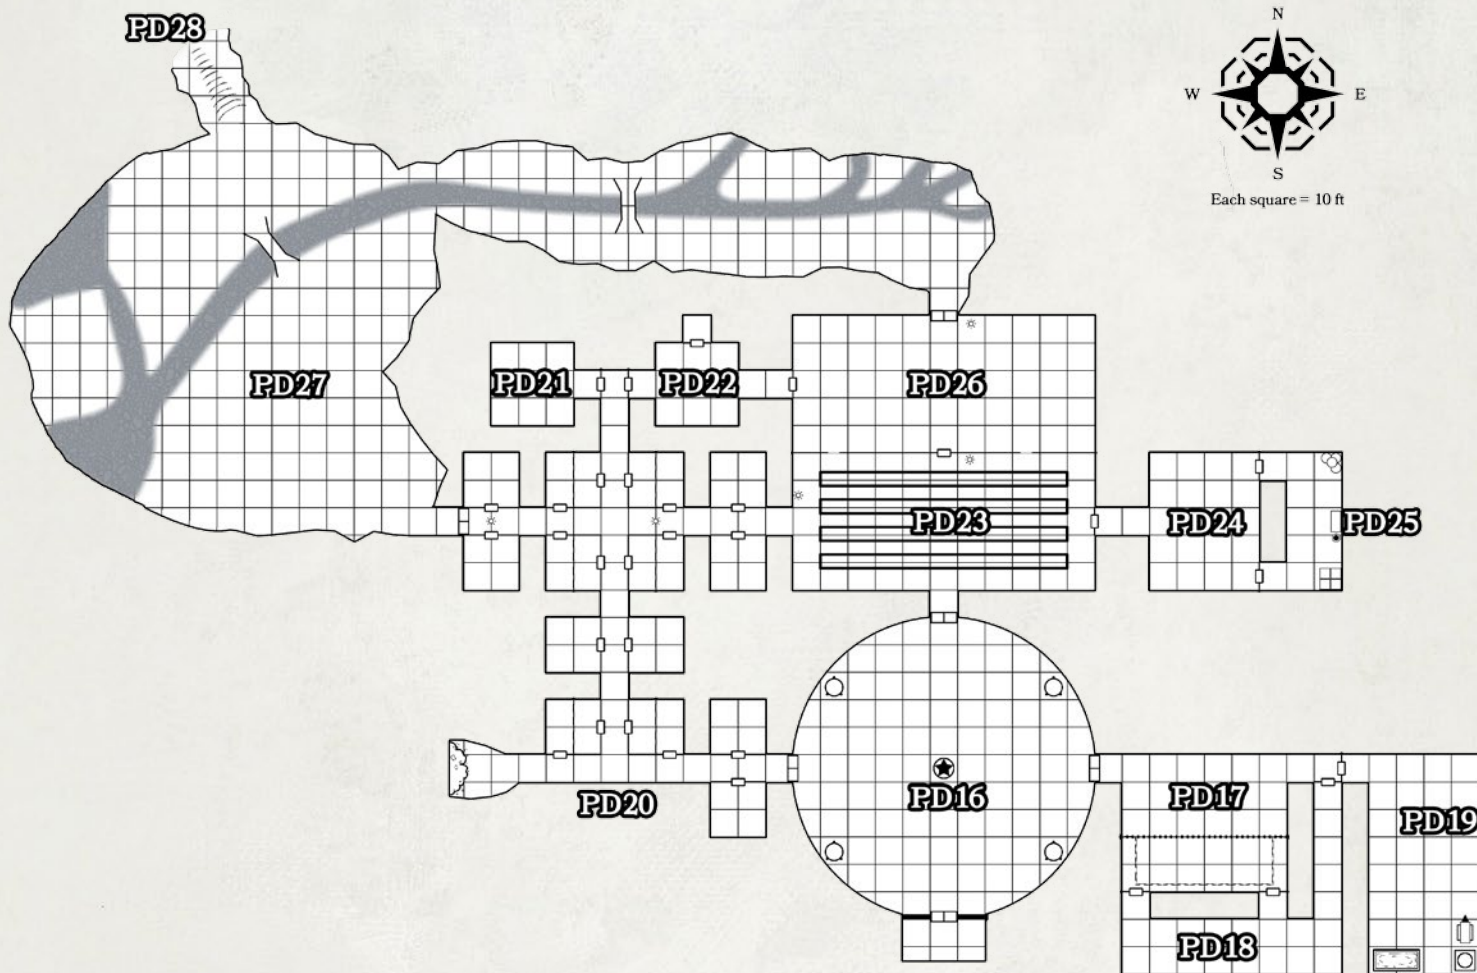 PD28
N
W
E
S
Each square = 10 ft
PD27
PD21
PD22
PD26
PD23
PD24
PD25
PD20
PD16
PD17
PD19
PD18